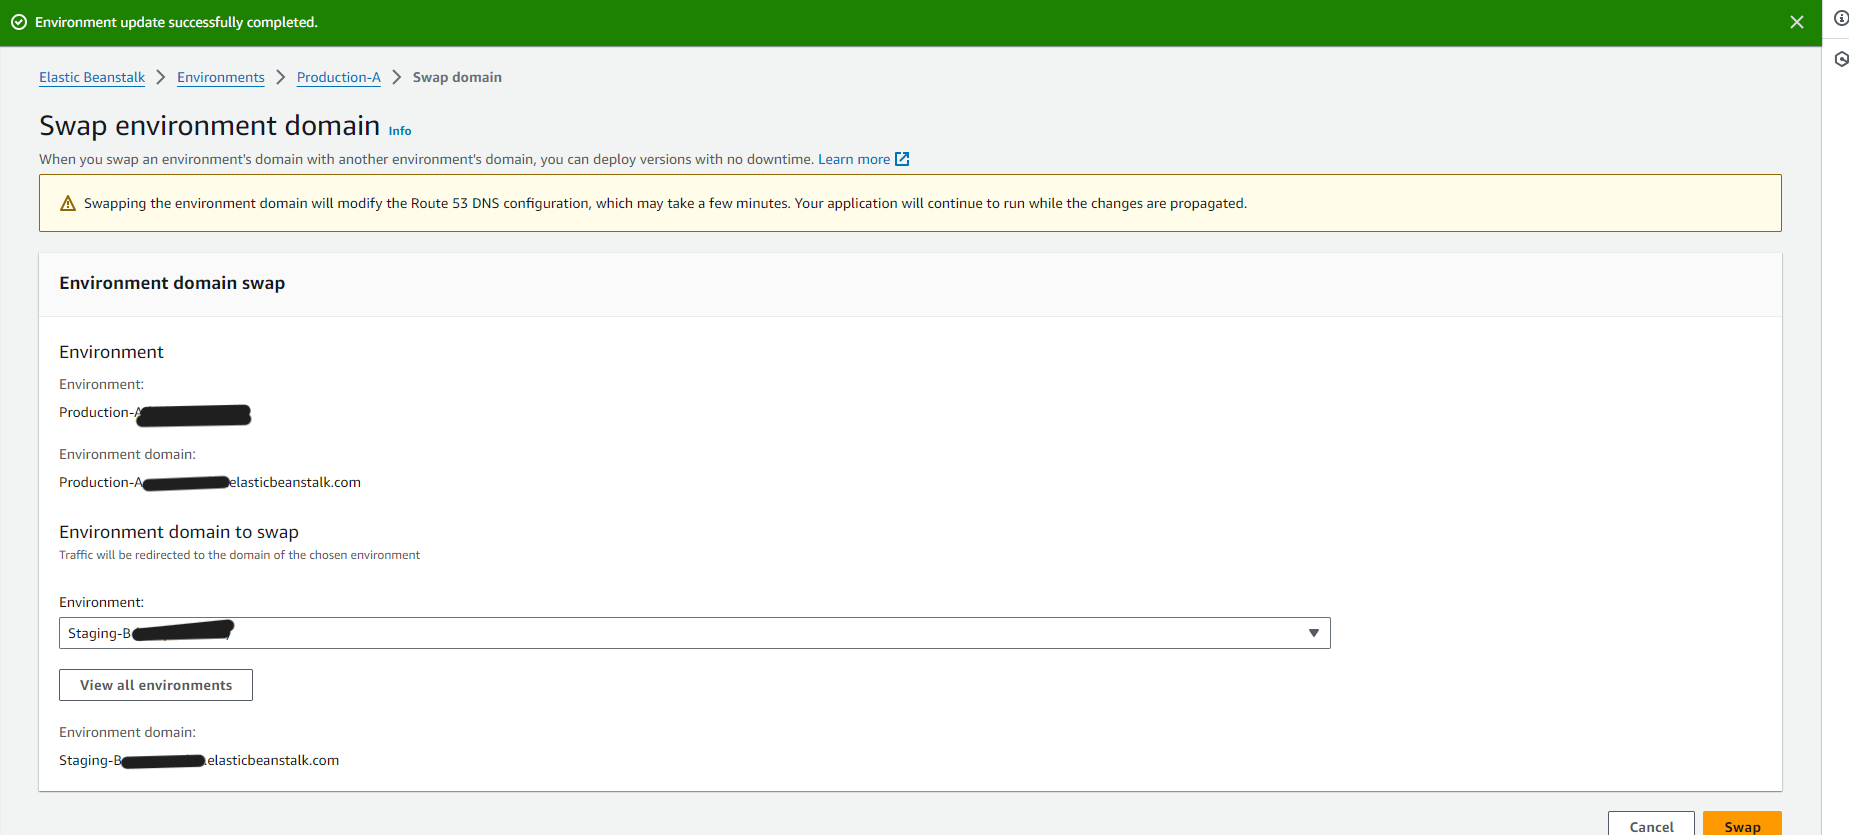 Environment update successfully completed.
Elastic Beanstalk > Environments > Production-A > Swap domain
Swap environment domain Info
When you swap an environment's domain with another environment's domain, you can deploy versions with no downtime. Learn more
Swapping the environment domain will modify the Route 53 DNS configuration, which may take a few minutes. Your application will continue to run while the changes are propagated.
Environment domain swap
Environment
Environment:
Production-A
Environment domain:
Production-A elasticbeanstalk.com
Environment domain to swap
Traffic will be redirected to the domain of the chosen environment
Environment:
Staging-B
View all environments
Environment domain:
Staging-B .elasticbeanstalk.com
Cancel Swap